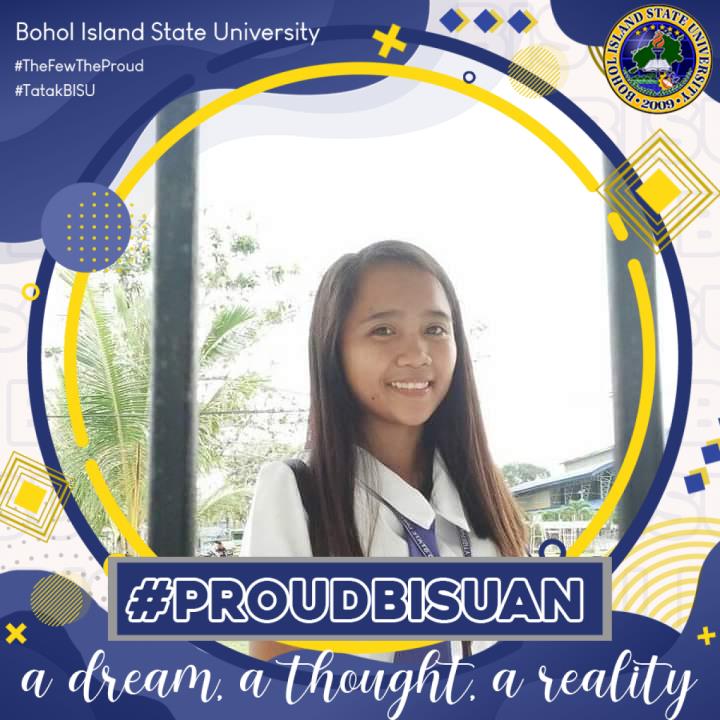 Bohol Island State University
#TheFewTheProud
#TatakBISU
BOHOL ISLAND STATE UNIVERSITY
2009
#PROUDBISUAN
a dream, a thought, a reality